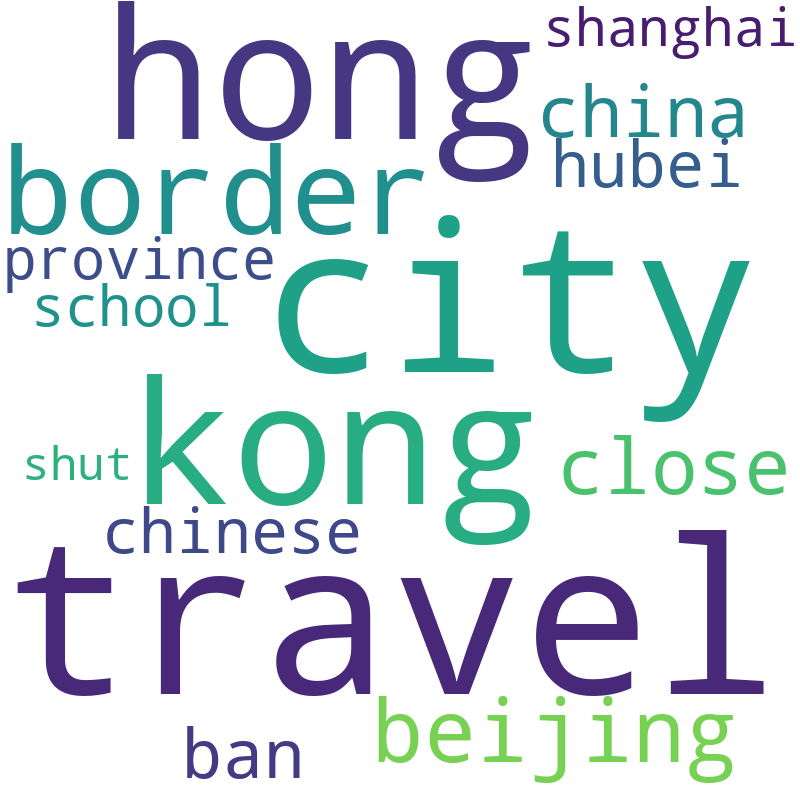 hong
shanghai
china
hubei
border
province
city
school
kong
close
shut
chinese
travel
beijing
ban